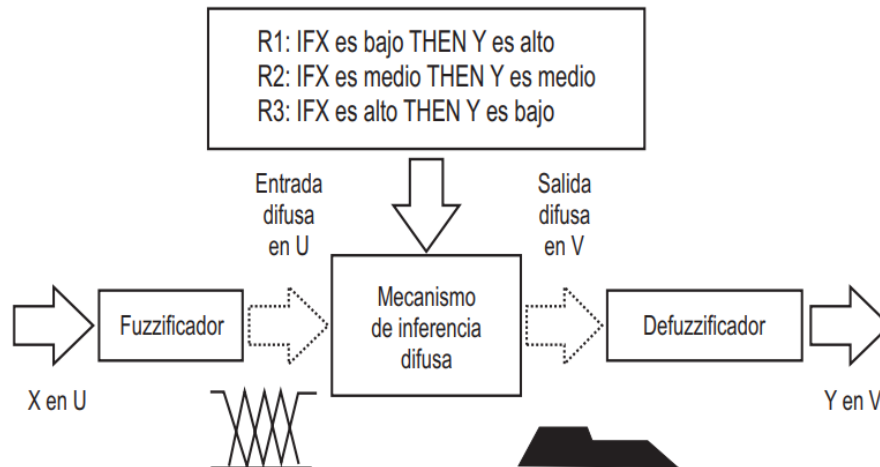 R1: IFX es bajo THEN Y es alto
R2: IFX es medio THEN Y es medio
R3: IFX es alto THEN Y es bajo
Entrada
difusa
en U
Salida
difusa
en V
Fuzzificador
Mecanismo
de inferencia
difusa
Defuzzificador
X en U
Y en V